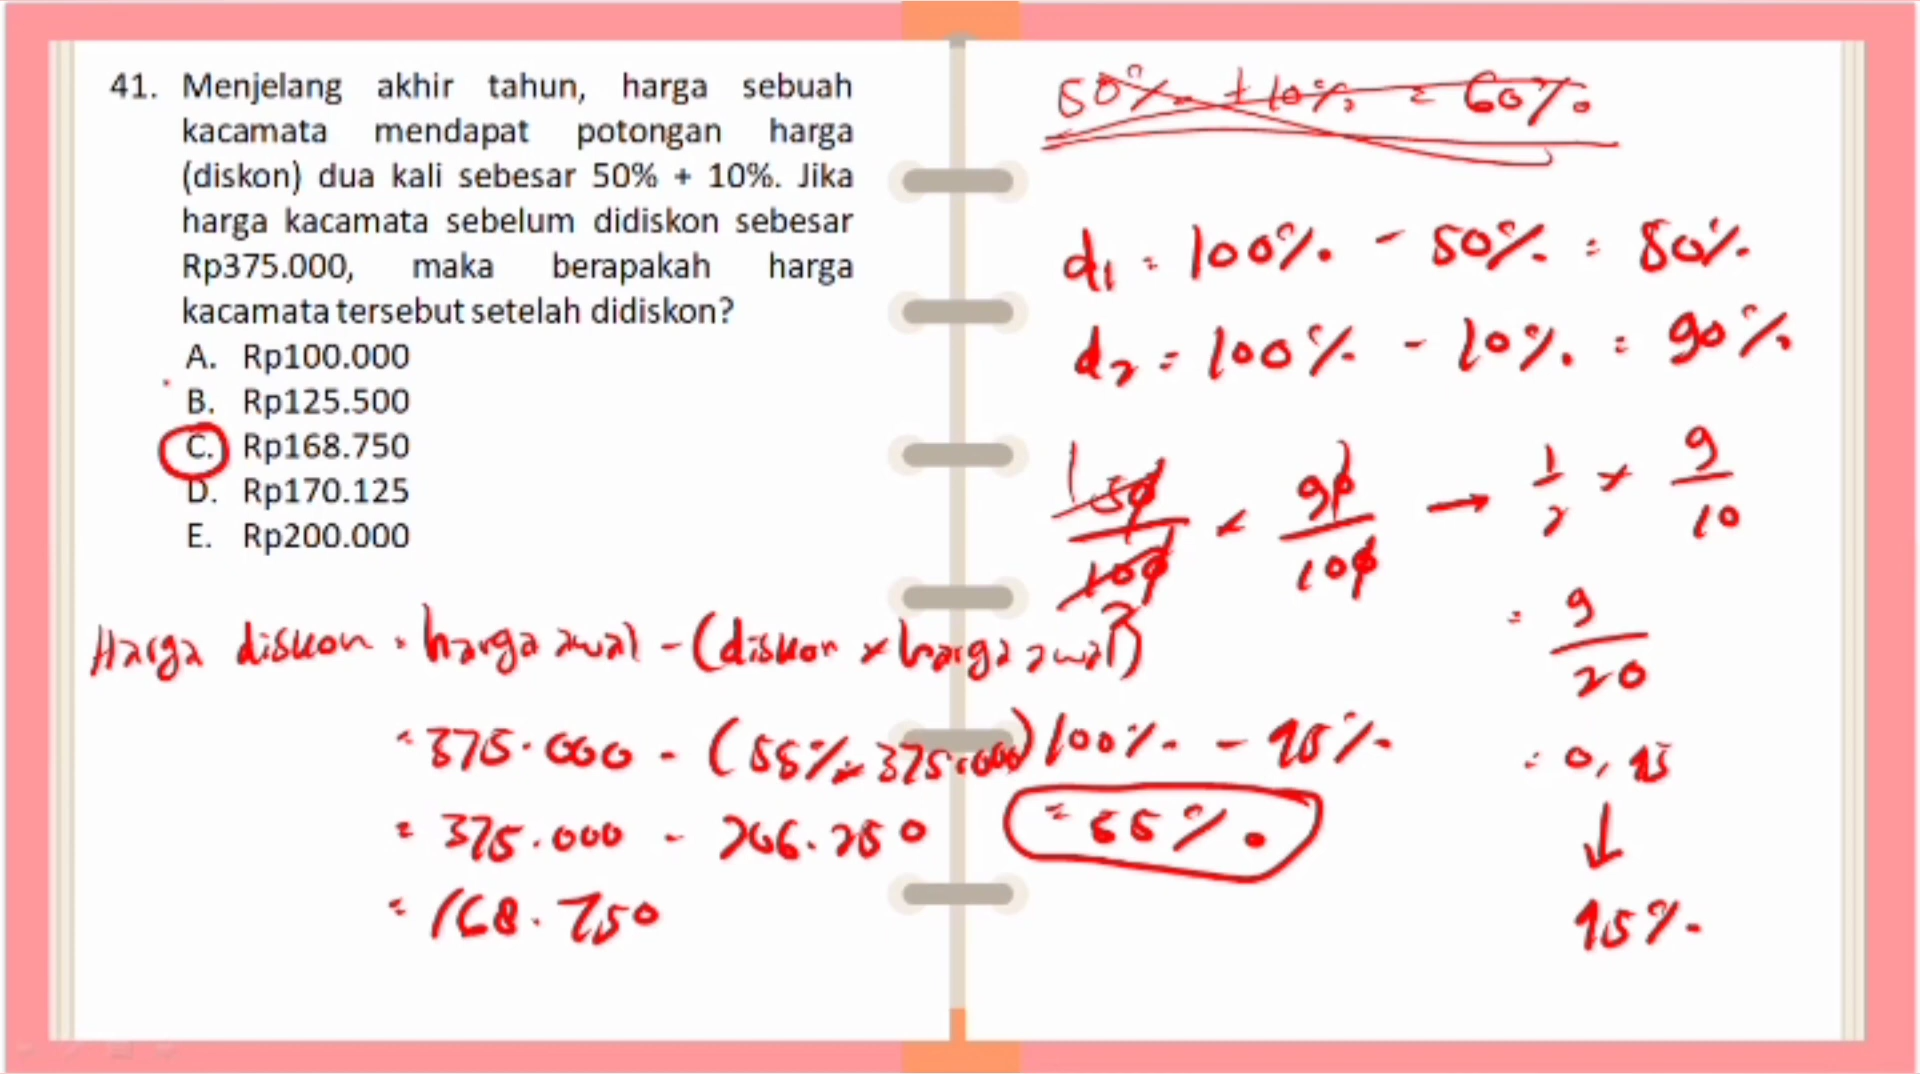 41. Menjelang akhir tahun, harga sebuah
kacamata mendapat potongan harga
(diskon) dua kali sebesar 50% + 10%. Jika
harga kacamata sebelum didiskon sebesar
Rp375.000, maka berapakah harga
kacamata tersebut setelah didiskon?
A. Rp100.000
B. Rp125.500
C. Rp168.750
D. Rp170.125
E. Rp200.000
Harga diskon = harga awal - (diskon x harga awal)
= 375.000 - (55% x 375.000)
= 375.000 - 206.250
= 168.750
50% + 10% = 60%
d1 = 100% - 50% = 50%
d2 = 100% - 10% = 90%
50/100 x 90/100 → 1/2 x 9/10
= 9/20
= 0,45
↓
45%
100% - 45%
= 55%